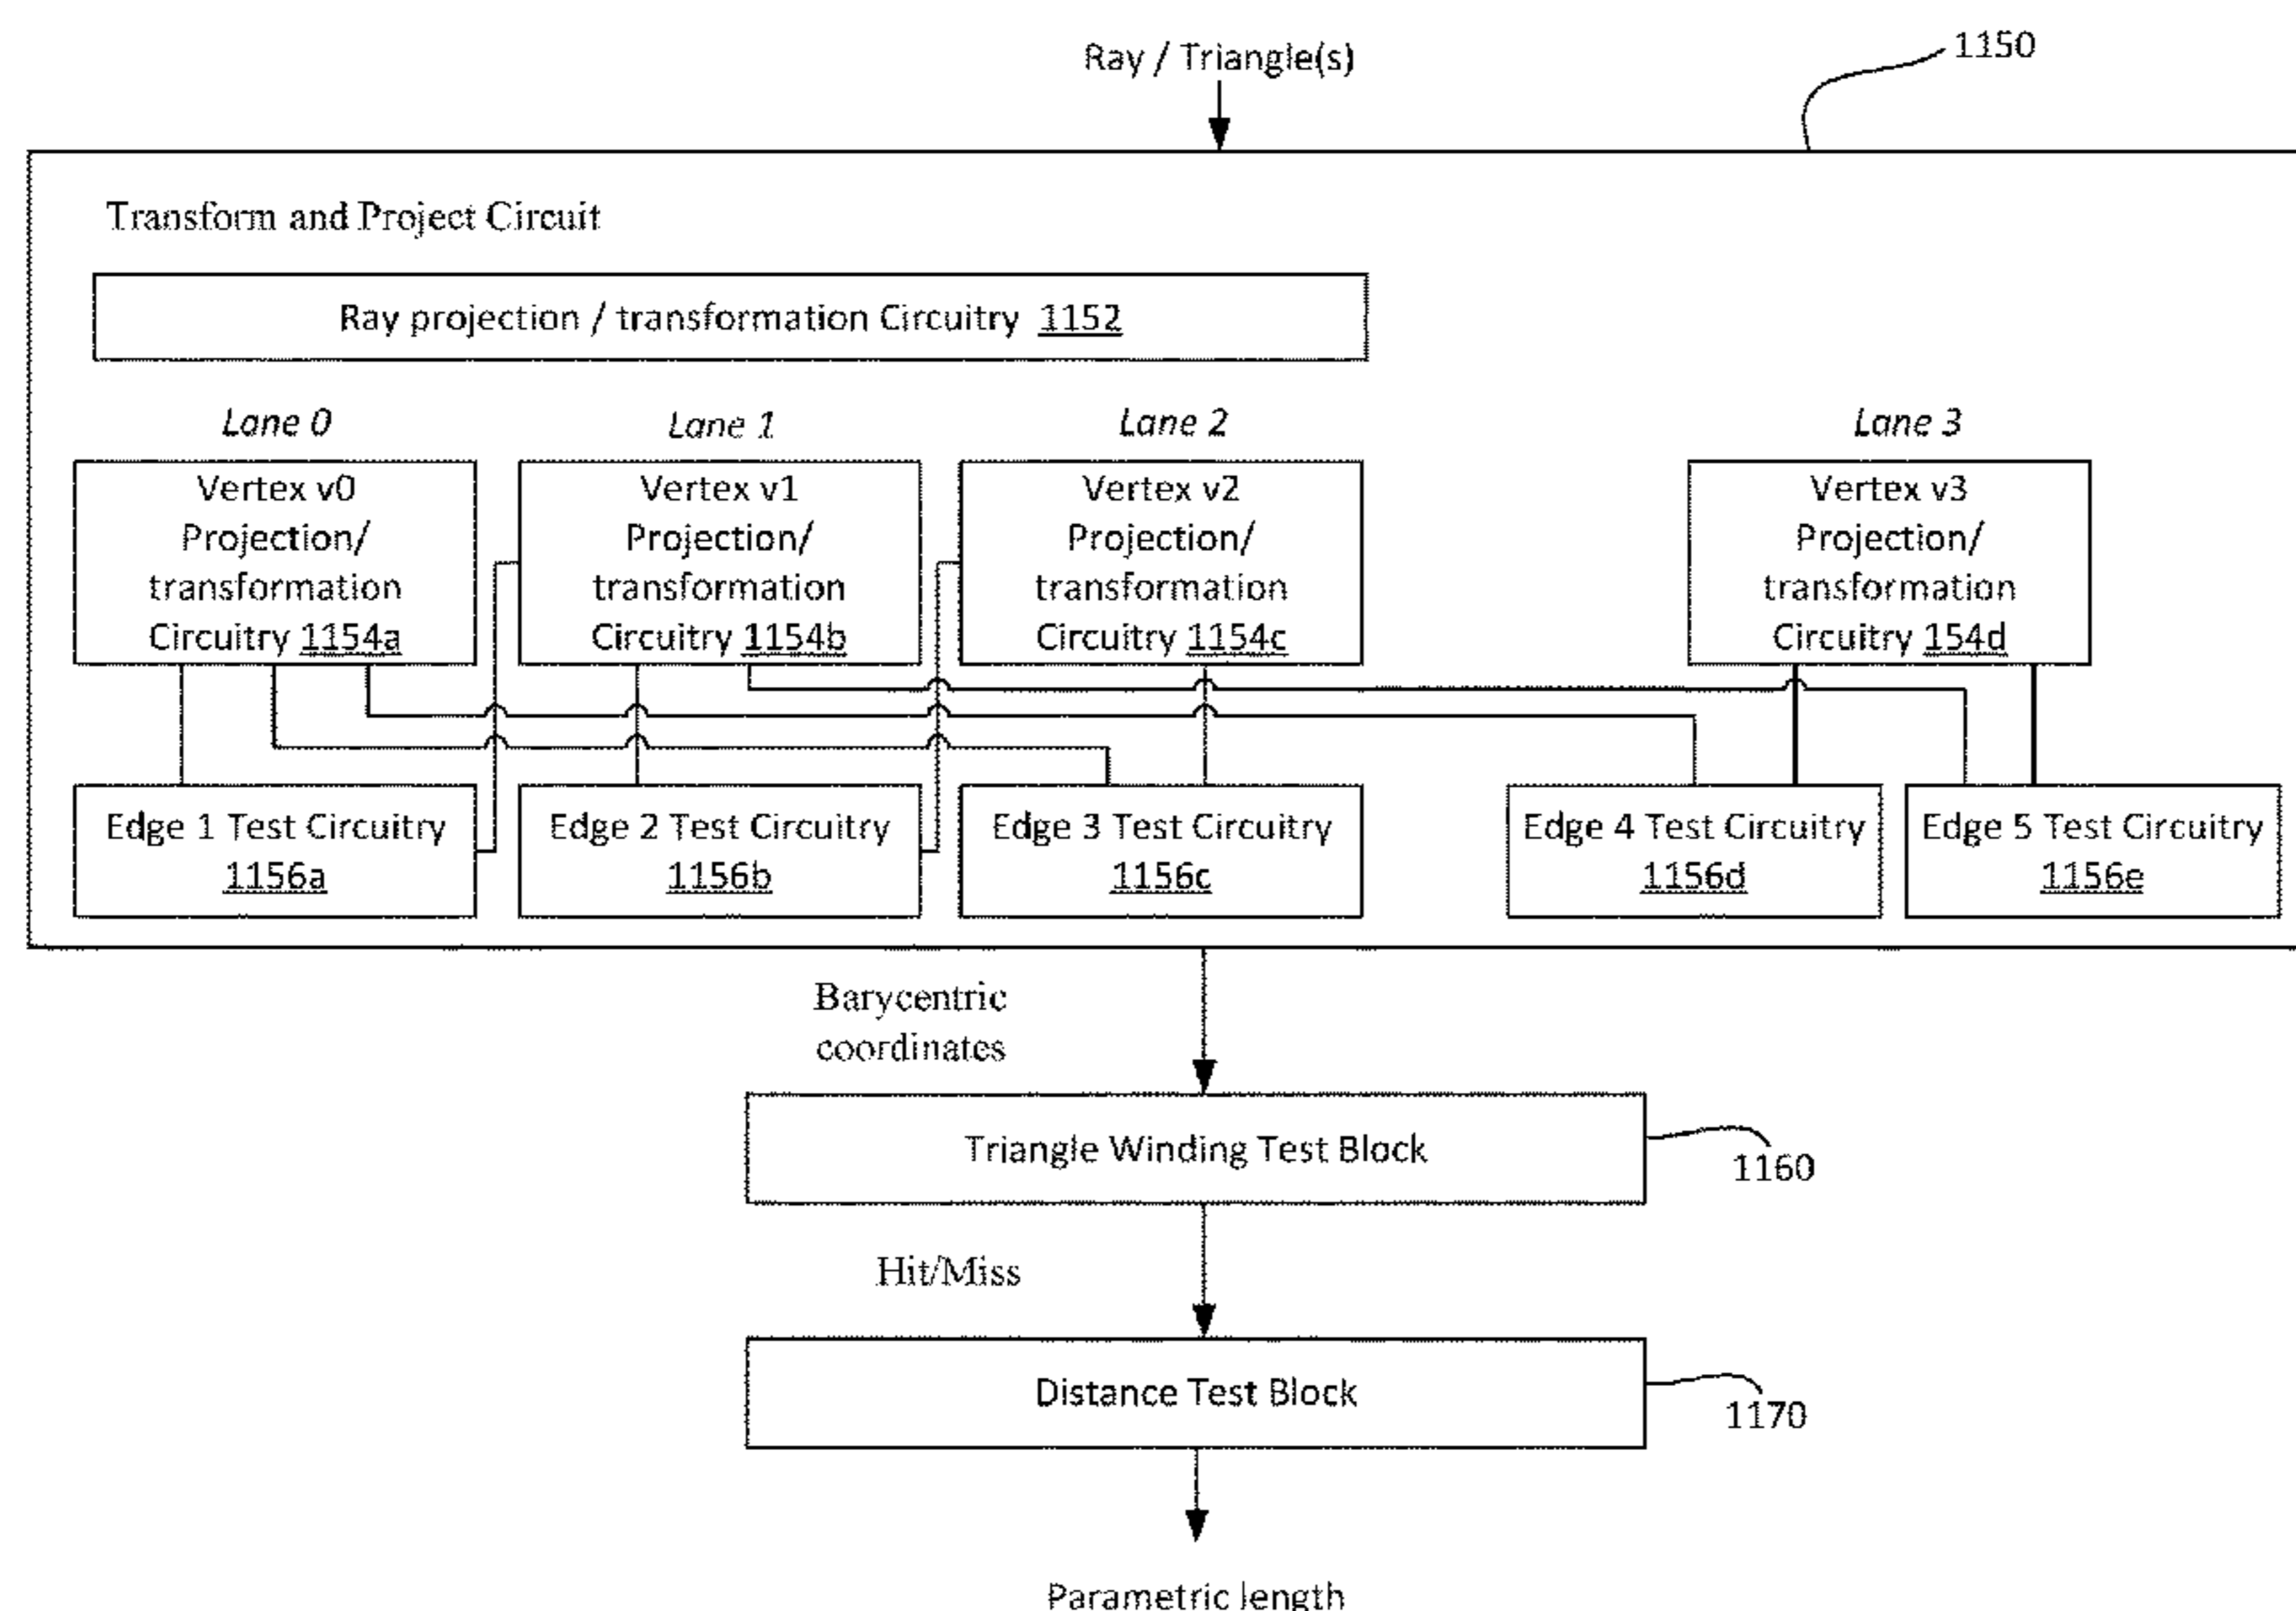 Ray / Triangle(s)
1150
Transform and Project Circuit
Ray projection / transformation Circuitry 1152
Lane 0
Lane 1
Lane 2
Lane 3
Vertex v0
Projection/
transformation
Circuitry 1154a
Vertex v1
Projection/
transformation
Circuitry 1154b
Vertex v2
Projection/
transformation
Circuitry 1154c
Vertex v3
Projection/
transformation
Circuitry 154d
Edge 1 Test Circuitry
1156a
Edge 2 Test Circuitry
1156b
Edge 3 Test Circuitry
1156c
Edge 4 Test Circuitry
1156d
Edge 5 Test Circuitry
1156e
Barycentric
coordinates
Triangle Winding Test Block
1160
Hit/Miss
Distance Test Block
1170
Parametric length